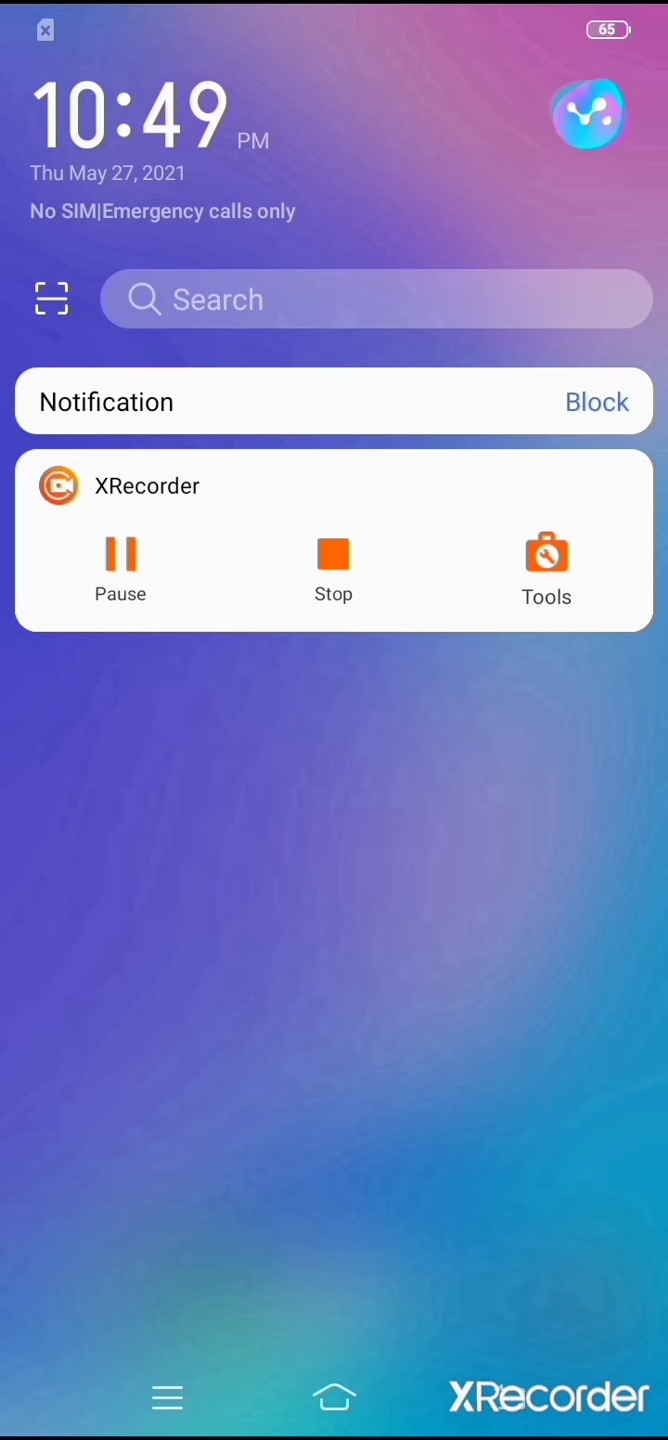 65
10:49 PM
Thu May 27, 2021
No SIM|Emergency calls only
Search
Notification Block
XRecorder
Pause Stop Tools
XRecorder